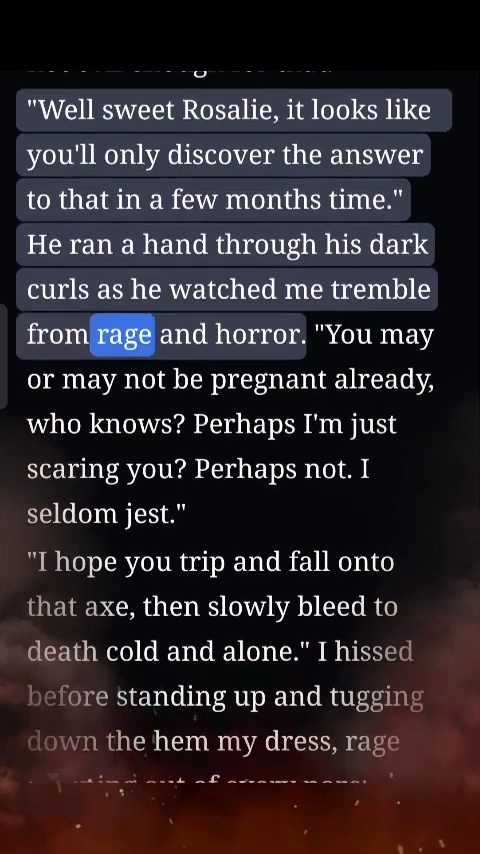 "Well sweet Rosalie, it looks like
you'll only discover the answer
to that in a few months time."
He ran a hand through his dark
curls as he watched me tremble
from rage and horror. "You may
or may not be pregnant already,
who knows? Perhaps I'm just
scaring you? Perhaps not. I
seldom jest."
"I hope you trip and fall onto
that axe, then slowly bleed to
death cold and alone." I hissed
before standing up and tugging
down the hem my dress, rage
out of every pore